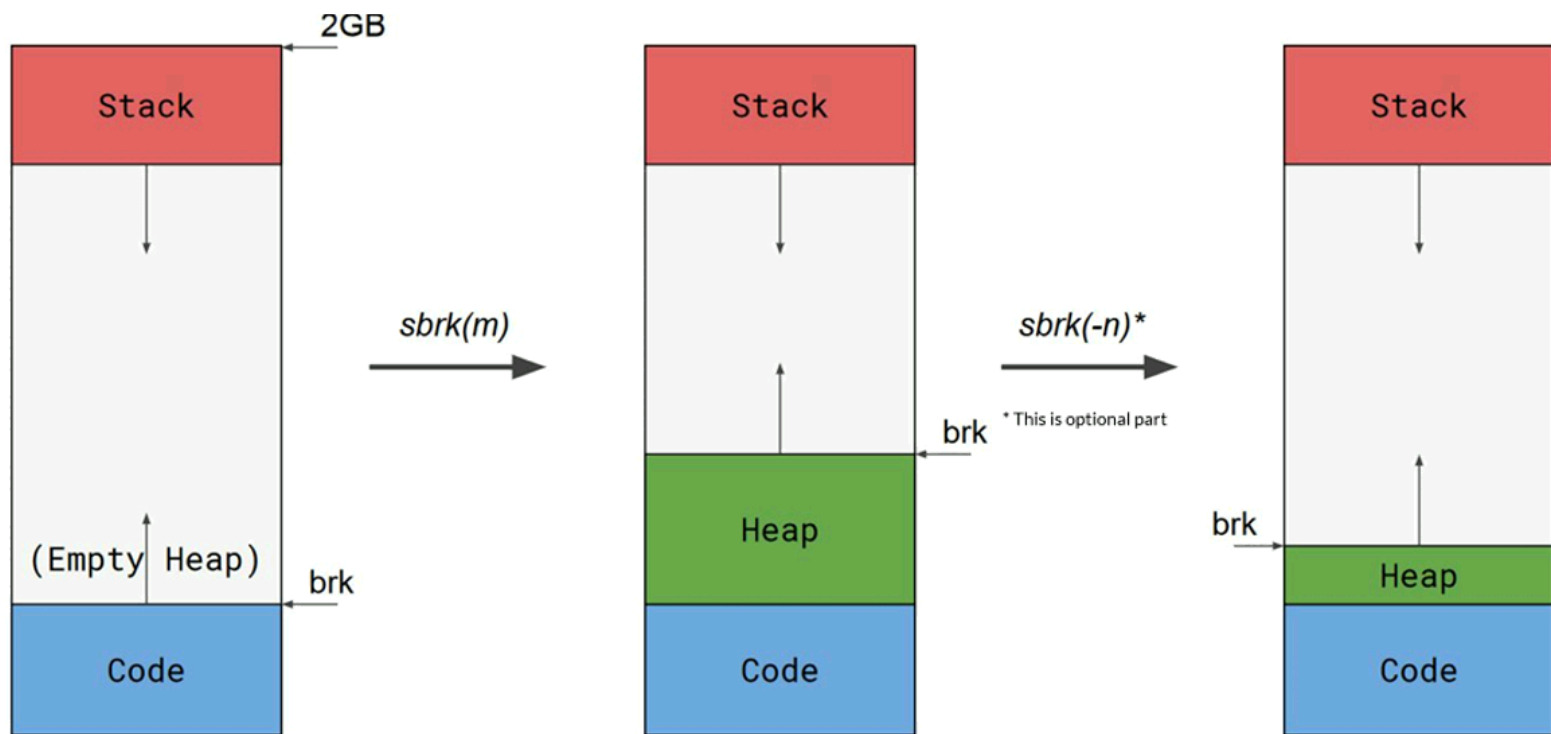 2GB
Stack
(Empty Heap)
brk
Code
sbrk(m)
Stack
brk
Heap
Code
sbrk(-n)*
* This is optional part
Stack
brk
Heap
Code